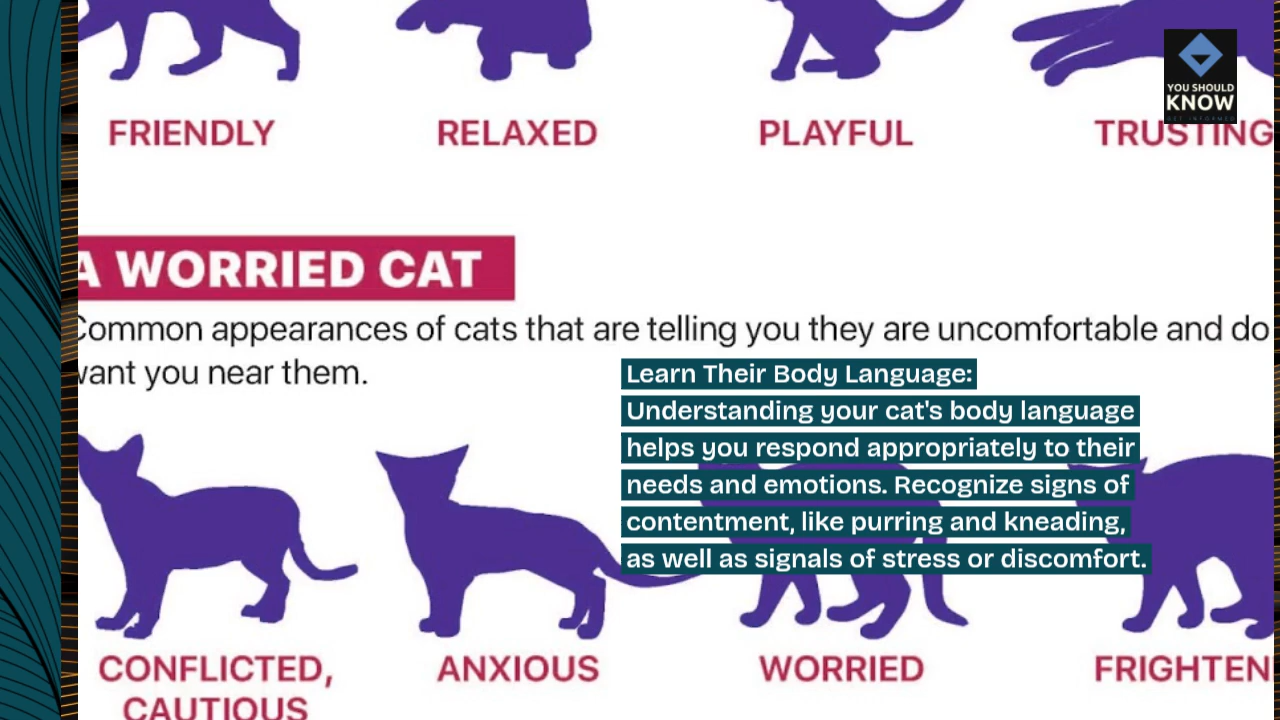 YOU SHOULD
KNOW
GET INFORMED
FRIENDLY
RELAXED
PLAYFUL
TRUSTING
A WORRIED CAT
Common appearances of cats that are telling you they are uncomfortable and do
want you near them.
Learn Their Body Language:
Understanding your cat's body language
helps you respond appropriately to their
needs and emotions. Recognize signs of
contentment, like purring and kneading,
as well as signals of stress or discomfort.
CONFLICTED,
CAUTIOUS
ANXIOUS
WORRIED
FRIGHTEN